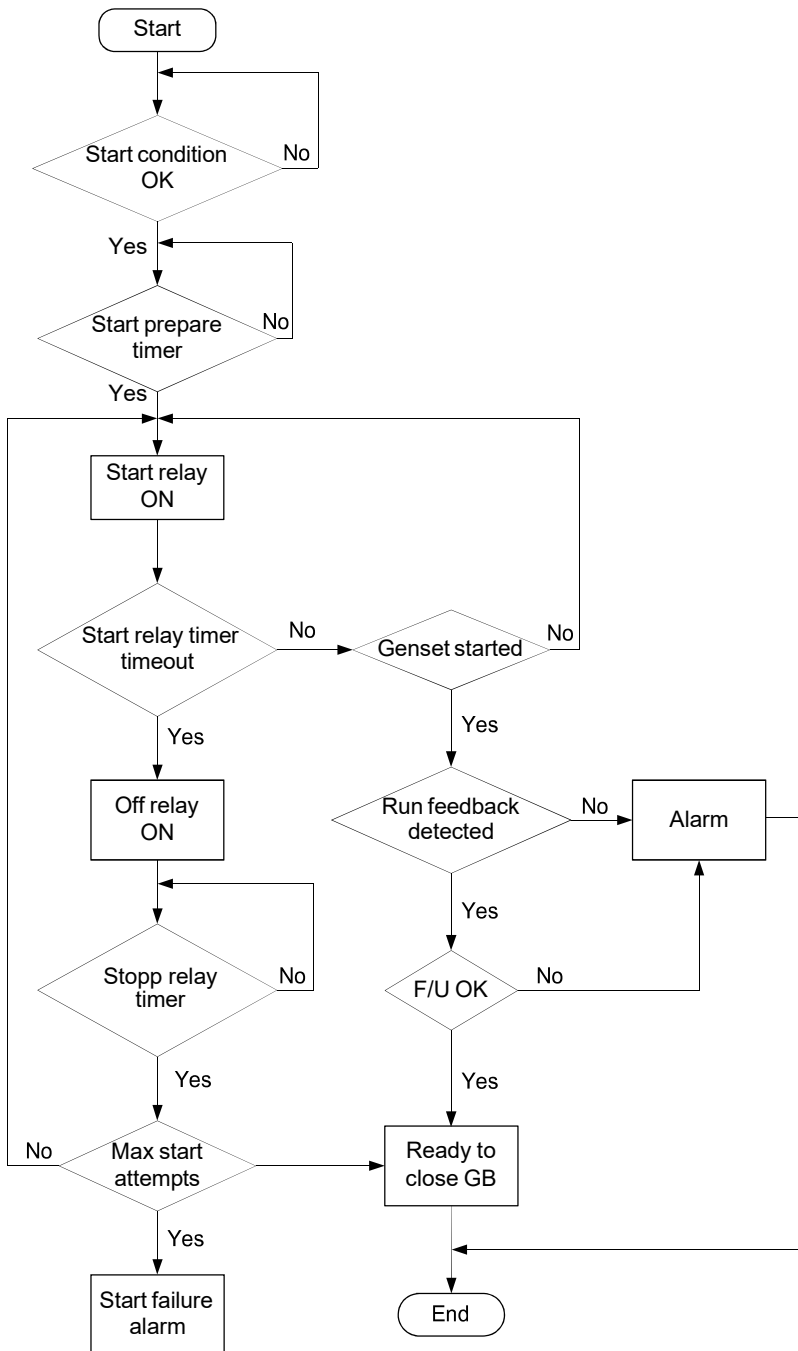 Start
Start condition
OK
No
Yes
Start prepare
timer
No
Yes
Start relay
ON
Start relay timer
timeout
No
Genset started
No
Yes
Yes
Off relay
ON
Run feedback
detected
No
Alarm
Yes
Stopp relay
timer
No
F/U OK
No
Yes
Yes
No
Max start
attempts
Ready to
close GB
Yes
Start failure
alarm
End